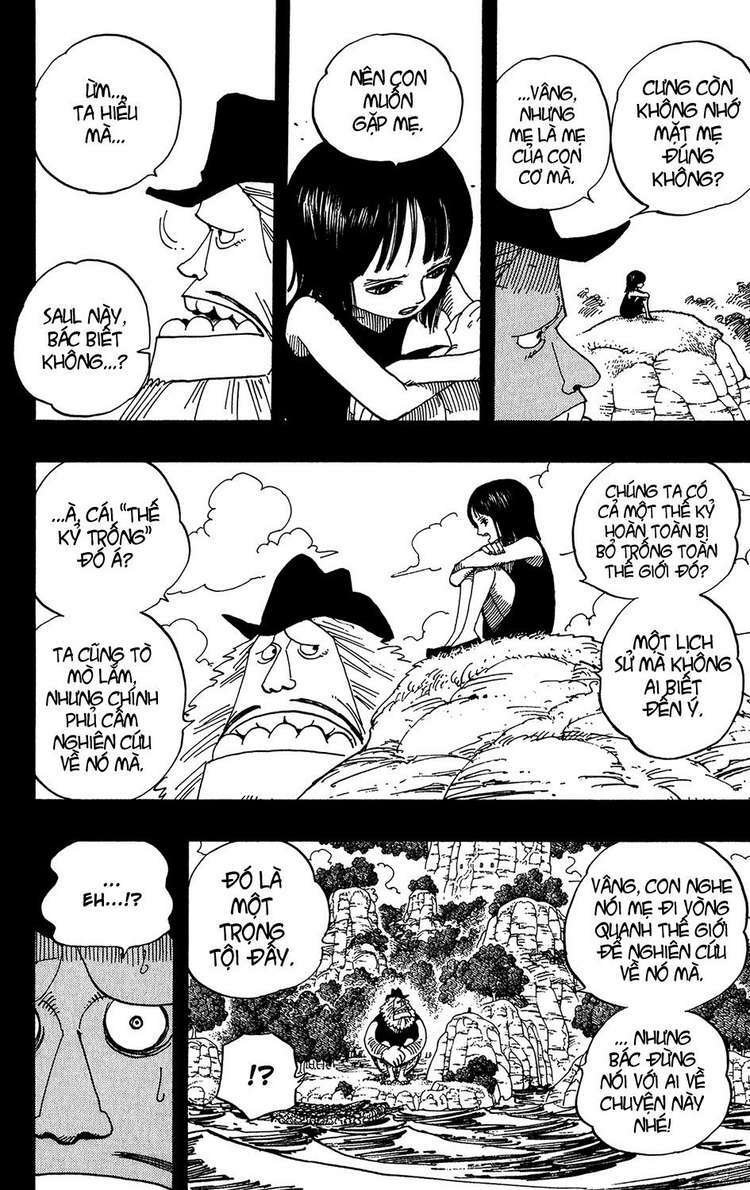 CƯNG CÒN
KHÔNG NHỚ
MẶT MẸ
ĐÚNG
KHÔNG?
...VÂNG,
NHƯNG
MẸ LÀ MẸ
CỦA CON
CƠ MÀ.
NÊN CON
MUỐN
GẶP MẸ.
ỪM...
TA HIỂU
MÀ...
SAUL NÀY,
BÁC BIẾT
KHÔNG...?
CHÚNG TA CÓ
CẢ MỘT THẾ KỶ
HOÀN TOÀN BỊ
BỎ TRỐNG TOÀN
THẾ GIỚI ĐÓ?
MỘT LỊCH
SỬ MÀ KHÔNG
AI BIẾT
ĐẾN Ý.
...À, CÁI "THẾ
KỶ TRỐNG"
ĐÓ Á?
TA CŨNG TÒ
MÒ LẮM,
NHƯNG CHÍNH
PHỦ CẤM
NGHIÊN CỨU
VỀ NÓ MÀ.
VÂNG, CON NGHE
NÓI MẸ ĐI VÒNG
QUANH THẾ GIỚI
ĐỂ NGHIÊN CỨU
VỀ NÓ MÀ.
... NHƯNG
BÁC ĐỪNG
NÓI VỚI AI VỀ
CHUYỆN NÀY
NHÉ!
ĐÓ LÀ
MỘT
TRỌNG
TỘI ĐẤY.
!?
...
EH...!?